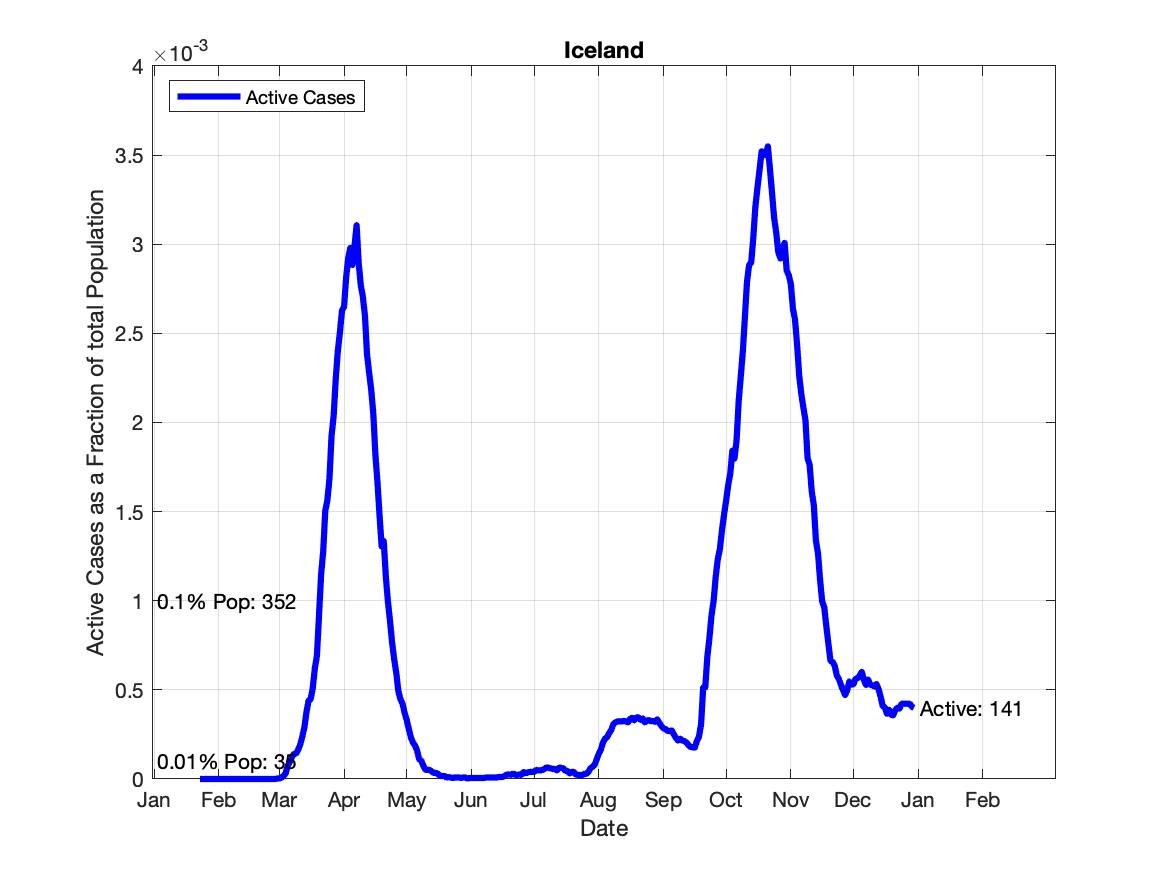 Iceland
×10-3
Active Cases
4
3.5
3
2.5
2
1.5
1
0.5
0
Active Cases as a Fraction of total Population
0.1% Pop: 352
0.01% Pop: 35
Active: 141
Jan Feb Mar Apr May Jun Jul Aug Sep Oct Nov Dec Jan Feb
Date